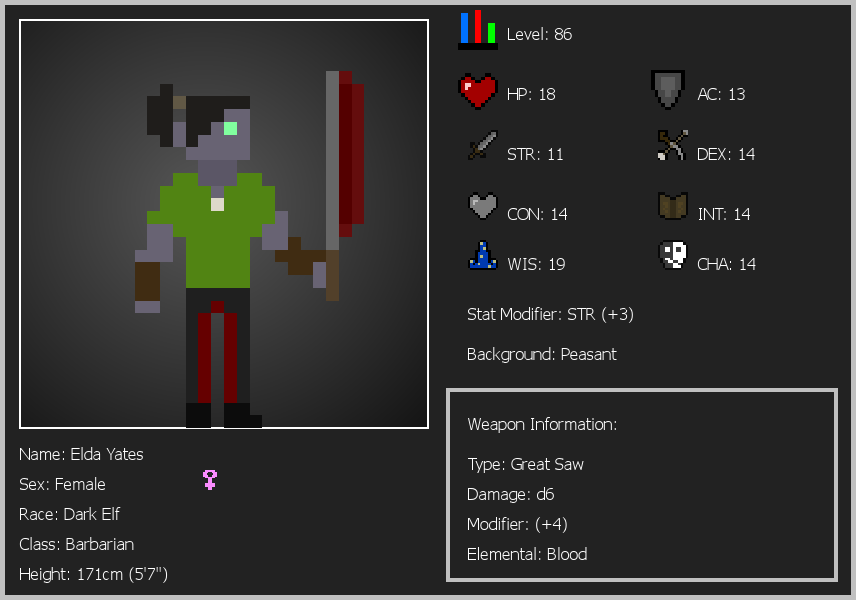 Level: 86
HP: 18
AC: 13
STR: 11
DEX: 14
CON: 14
INT: 14
WIS: 19
CHA: 14
Stat Modifier: STR (+3)
Background: Peasant
Weapon Information:
Type: Great Saw
Damage: d6
Modifier: (+4)
Elemental: Blood
Name: Elda Yates
Sex: Female
Race: Dark Elf
Class: Barbarian
Height: 171cm (5'7")